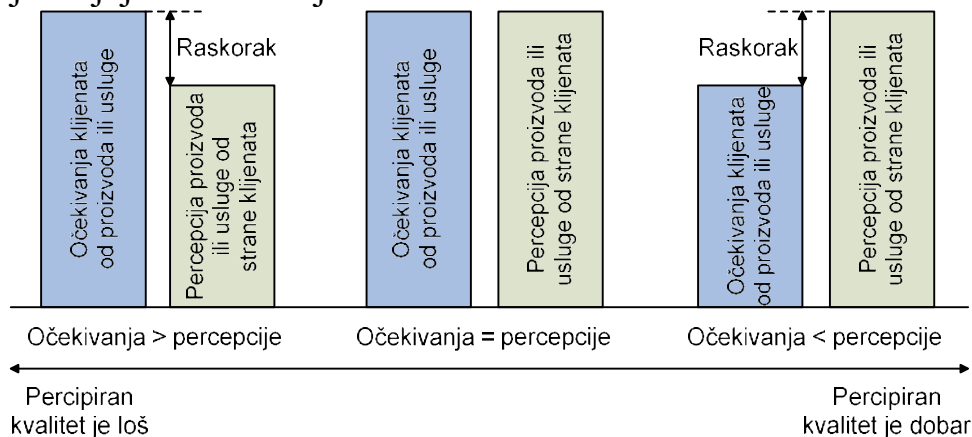 Raskorak
Očekivanja klijenata
od proizvoda ili usluge
Percepcija proizvoda
ili usluge od
strane klijenata
Očekivanja > percepcije
Očekivanja klijenata
od proizvoda ili usluge
Percepcija proizvoda ili
usluge od strane klijenata
Očekivanja = percepcije
Raskorak
Očekivanja klijenata
od proizvoda ili usluge
Percepcija proizvoda ili
usluge od strane klijenata
Očekivanja < percepcije
Percipiran
kvalitet je loš
Percipiran
kvalitet je dobar